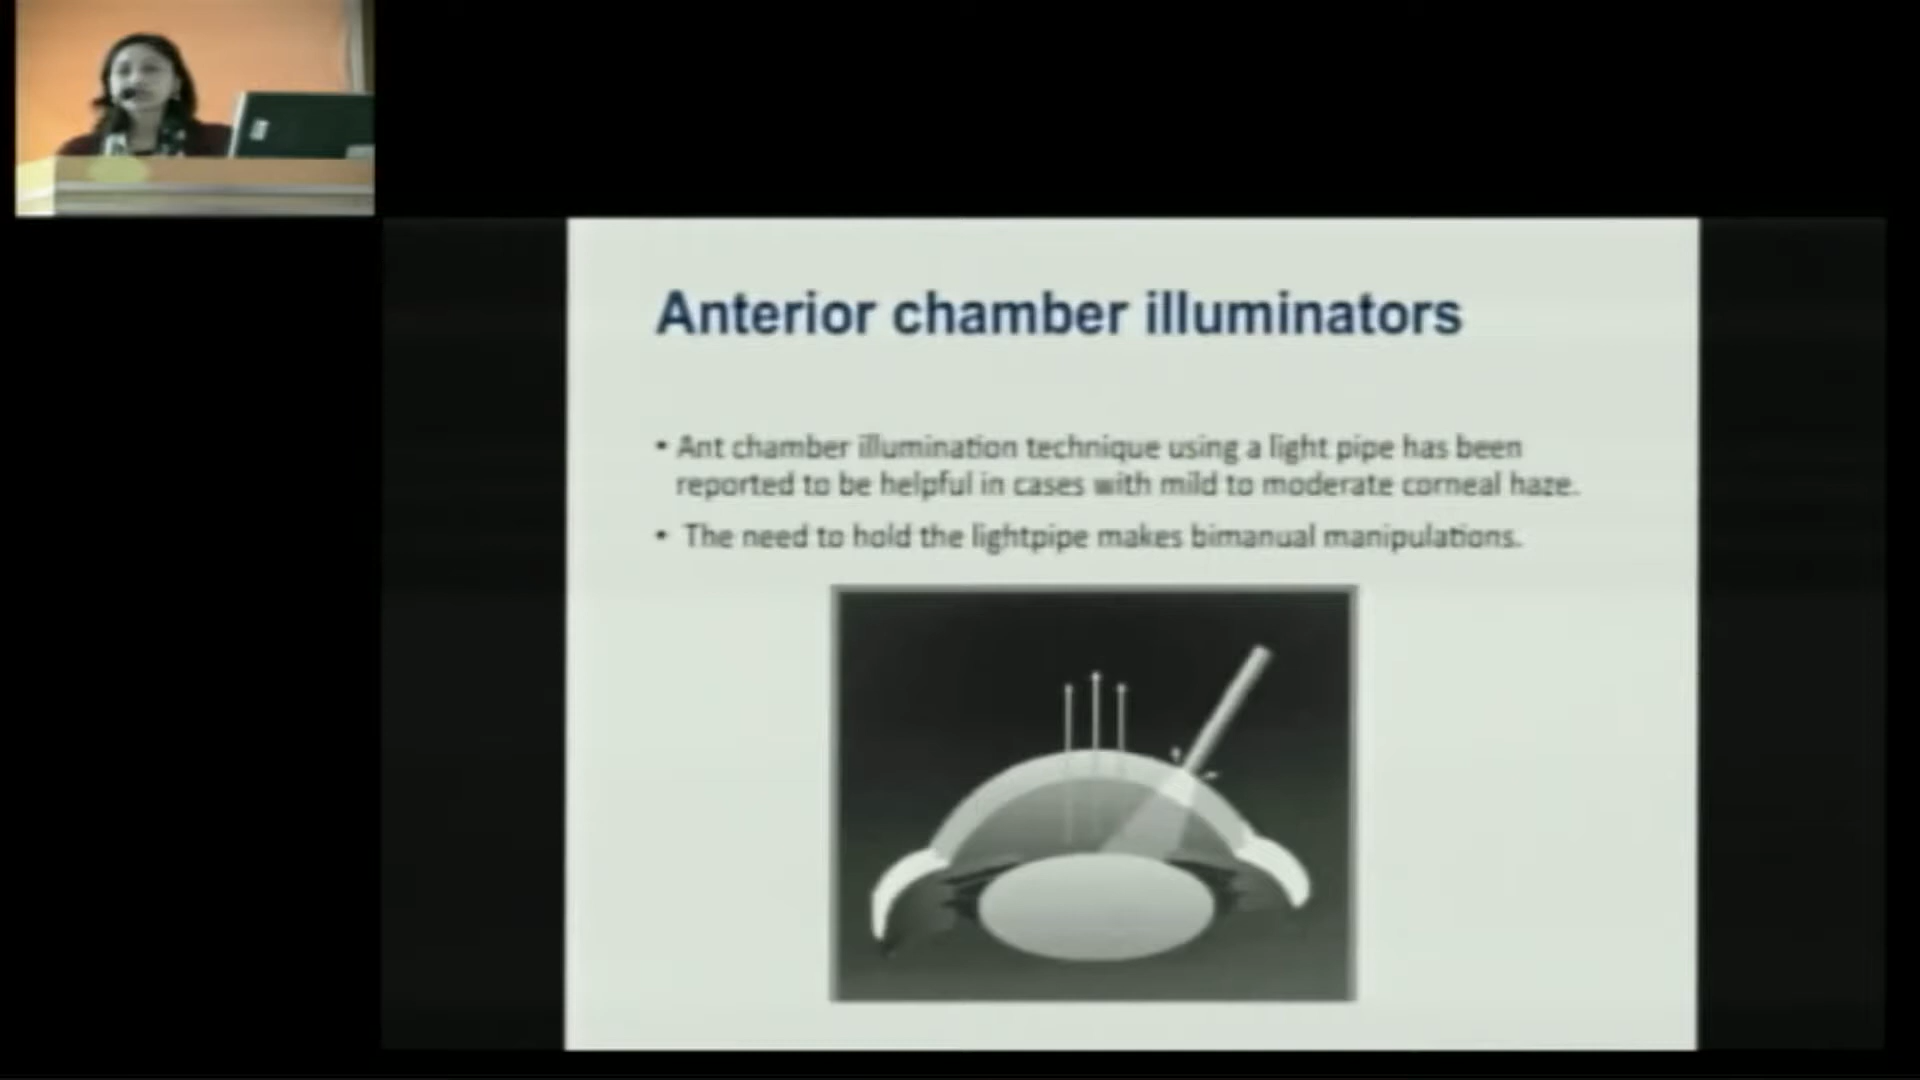 Anterior chamber illuminators
• Ant chamber illumination technique using a light pipe has been
reported to be helpful in cases with mild to moderate corneal haze.
• The need to hold the lightpipe makes bimanual manipulations.